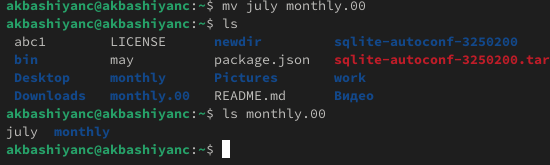 akbashiyanc@akbashiyanc:~$ mv july monthly.00
akbashiyanc@akbashiyanc:~$ ls
abc1 LICENSE newdir sqlite-autoconf-3250200
bin may package.json sqlite-autoconf-3250200.tar
Desktop monthly Pictures work
Downloads monthly.00 README.md Видео
akbashiyanc@akbashiyanc:~$ ls monthly.00
july monthly
akbashiyanc@akbashiyanc:~$